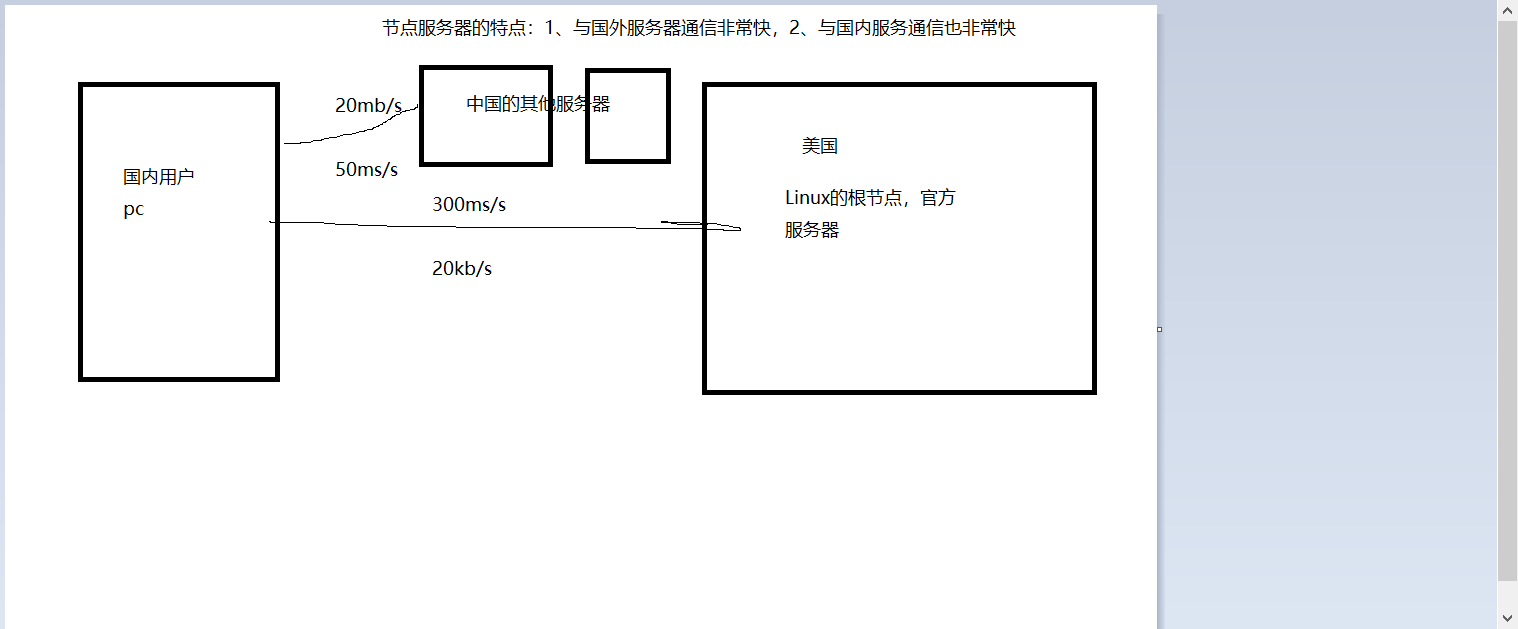 节点服务器的特点：1、与国外服务器通信非常快，2、与国内服务通信也非常快
20mb/s
中国的其他服务器
美国
50ms/s
国内用户
pc
300ms/s
Linux的根节点，官方
服务器
20kb/s